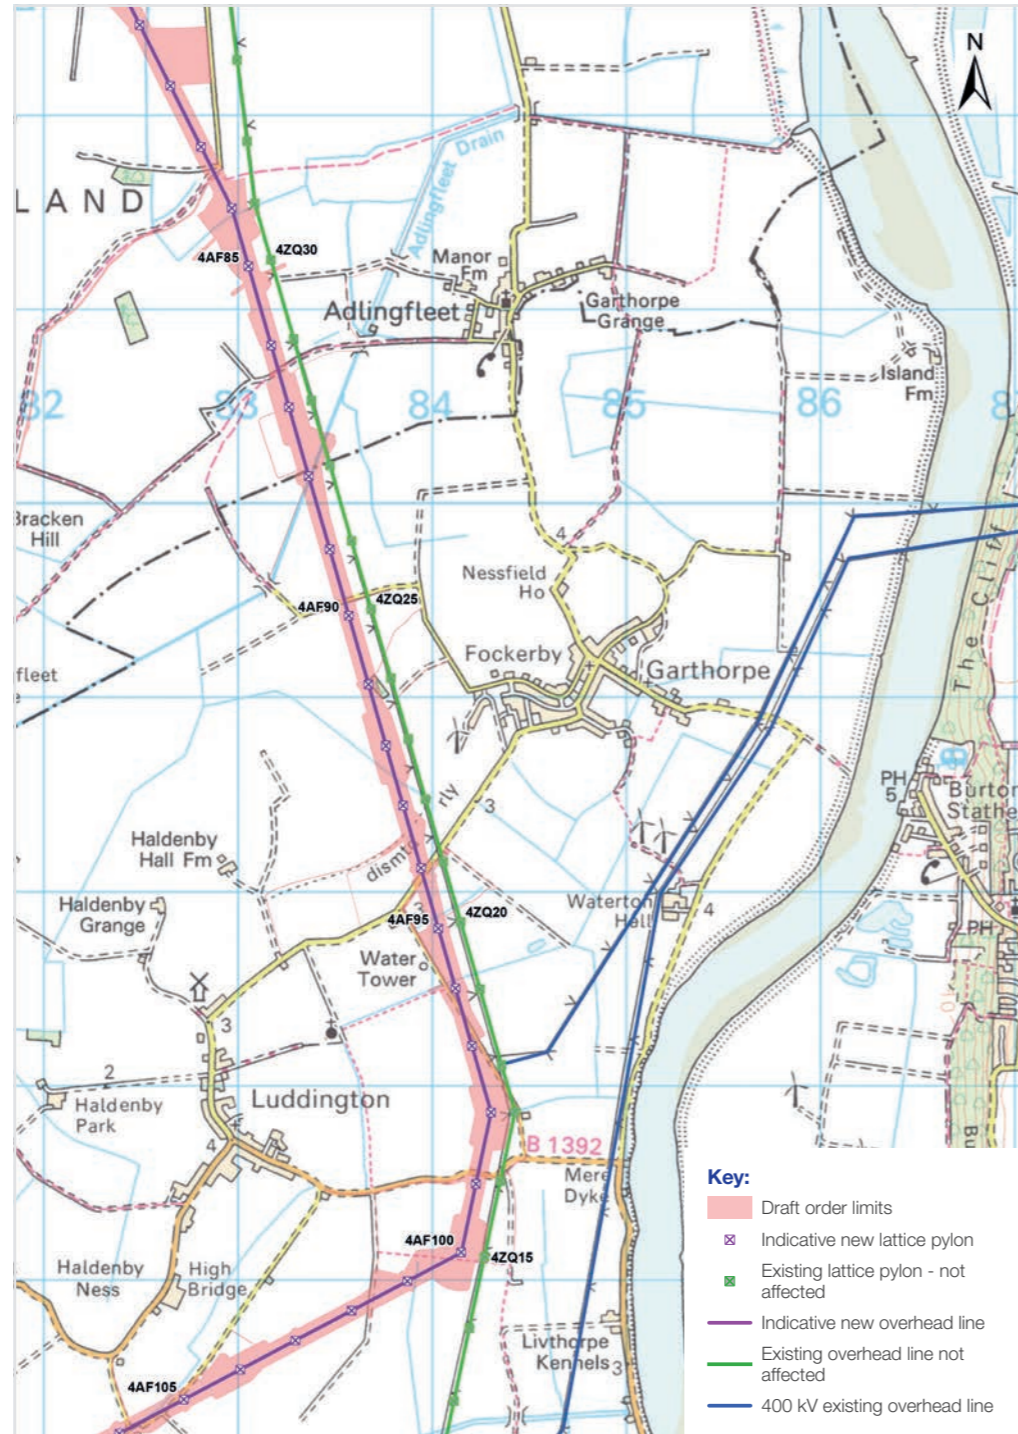 N
LAND
Adlingfleet Drain
4AF85
4ZQ30
Manor
Fm
Adlingfleet
Garthorpe
Grange
Island
Fm
82
83
84
85
86
Bracken
Hill
4
Nessfield
Ho
4AF90
4ZQ25
Fockerby
Garthorpe
The Cliff
fleet
PH
5
Burton
Stathe
rly
3
dismtd
Haldenby
Hall Fm
Haldenby
Grange
3
4AF95
4ZQ20
Waterton
Hall
4
PH
Water
Tower
3
10
2
Haldenby
Park
Luddington
4
B 1392
Mere
Dyke
Bu
4AF100
4ZQ15
Haldenby
Ness
High
Bridge
Livthorpe
Kennels
3
4AF105
Key:
Draft order limits
Indicative new lattice pylon
Existing lattice pylon - not
affected
Indicative new overhead line
Existing overhead line not
affected
400 kV existing overhead line